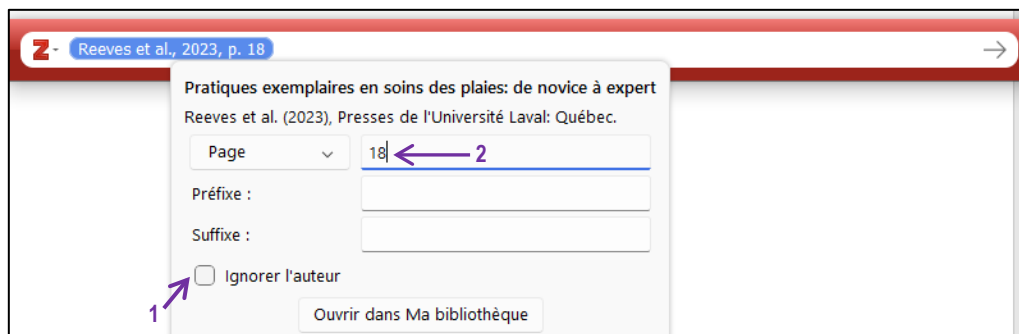 Z Reeves et al., 2023, p. 18
Pratiques exemplaires en soins des plaies: de novice à expert
Reeves et al. (2023), Presses de l'Université Laval: Québec.
Page 18 2
Préfixe :
Suffixe :
Ignorer l'auteur
1
Ouvrir dans Ma bibliothèque